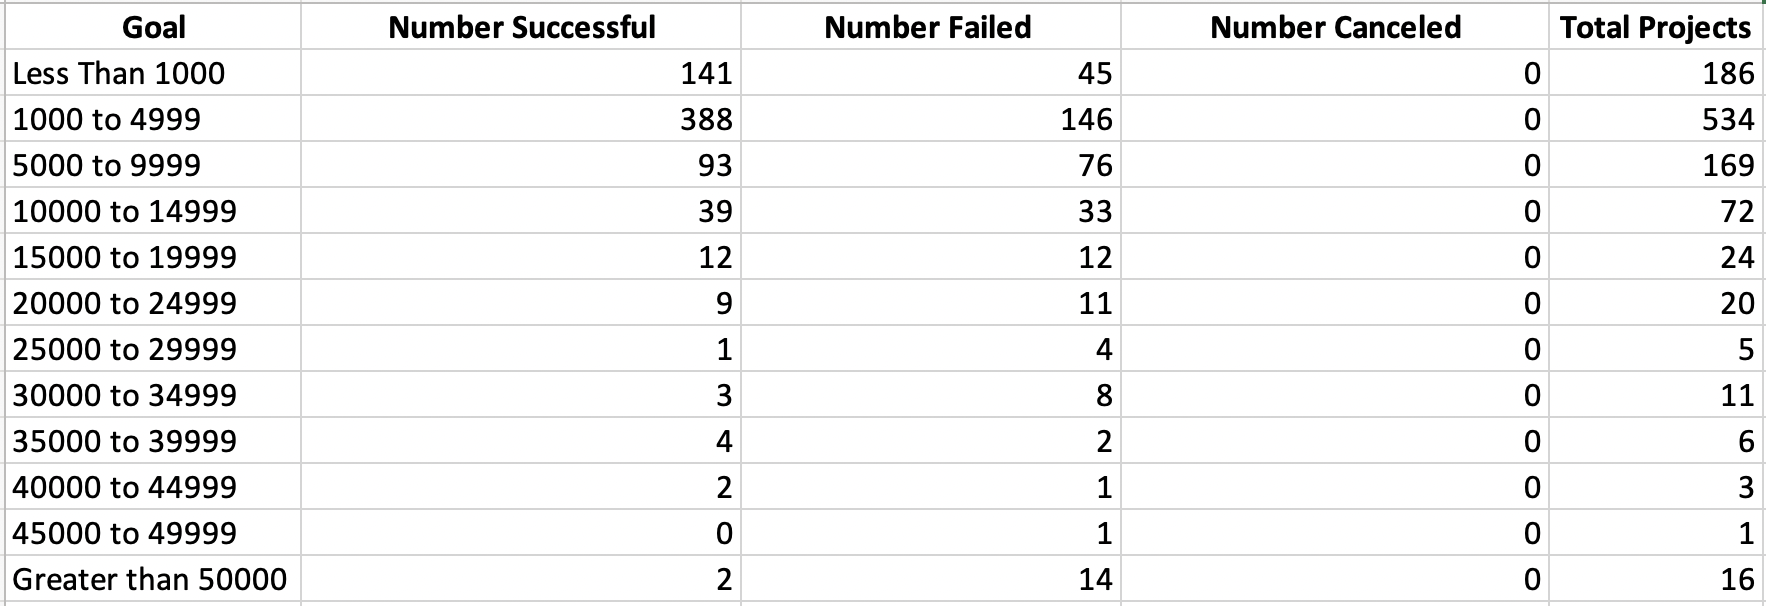 Goal Number Successful Number Failed Number Canceled Total Projects
Less Than 1000 141 45 0 186
1000 to 4999 388 146 0 534
5000 to 9999 93 76 0 169
10000 to 14999 39 33 0 72
15000 to 19999 12 12 0 24
20000 to 24999 9 11 0 20
25000 to 29999 1 4 0 5
30000 to 34999 3 8 0 11
35000 to 39999 4 2 0 6
40000 to 44999 2 1 0 3
45000 to 49999 0 1 0 1
Greater than 50000 2 14 0 16